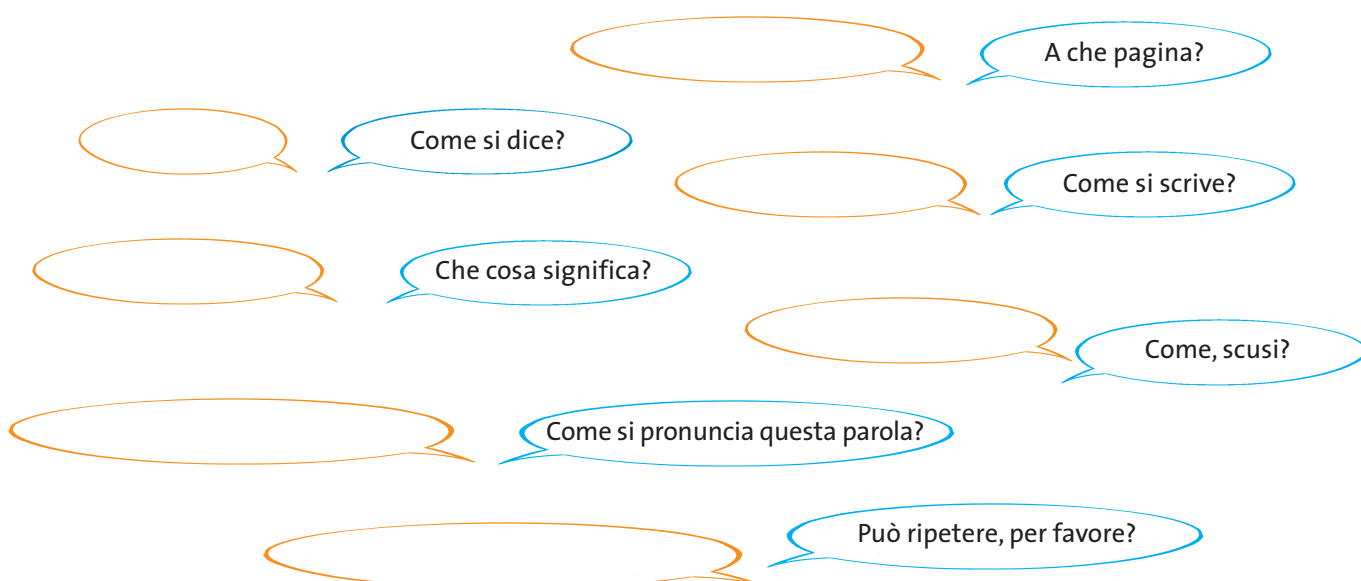 A che pagina?
Come si dice?
Come si scrive?
Che cosa significa?
Come, scusi?
Come si pronuncia questa parola?
Può ripetere, per favore?